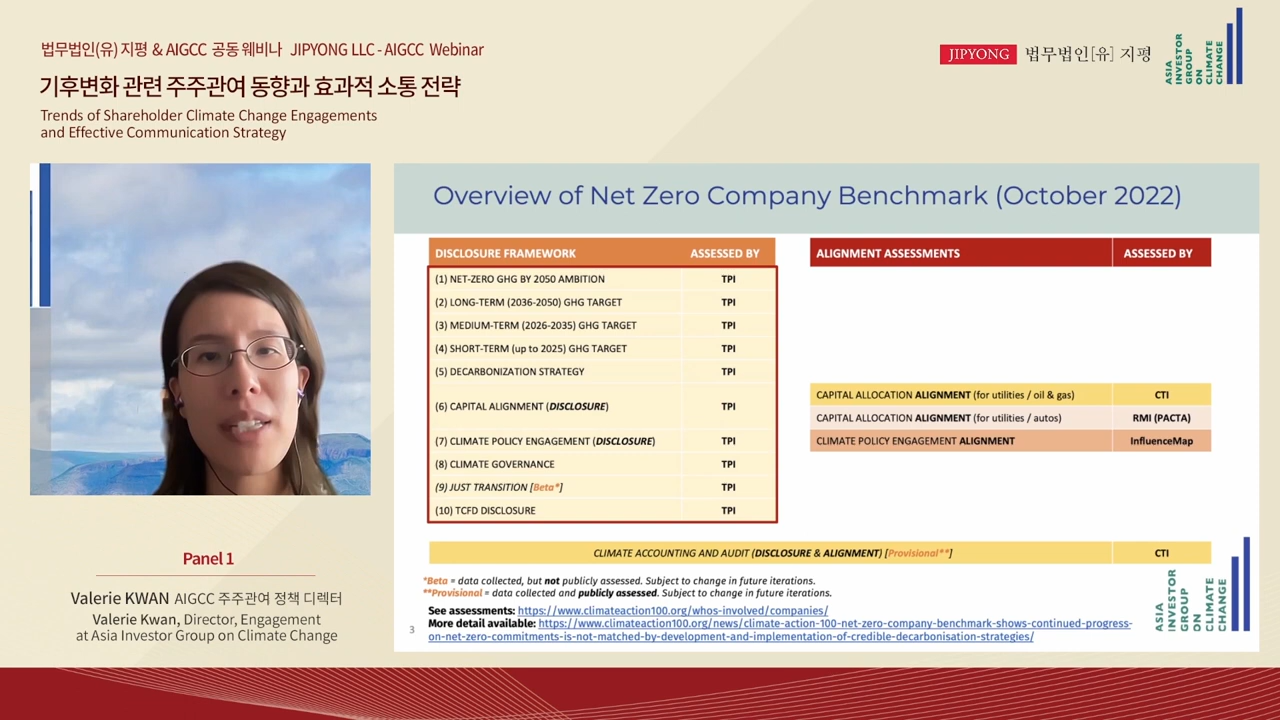 법무법인(유) 지평 & AIGCC 공동 웨비나 JIPYONG LLC - AIGCC Webinar
기후변화 관련 주주관여 동향과 효과적 소통 전략
Trends of Shareholder Climate Change Engagements
and Effective Communication Strategy
JIPYONG 법무법인[유] 지평
ASIA
INVESTOR
GROUP
ON
CLIMATE
CHANGE
Overview of Net Zero Company Benchmark (October 2022)
DISCLOSURE FRAMEWORK ASSESSED BY
(1) NET-ZERO GHG BY 2050 AMBITION TPI
(2) LONG-TERM (2036-2050) GHG TARGET TPI
(3) MEDIUM-TERM (2026-2035) GHG TARGET TPI
(4) SHORT-TERM (up to 2025) GHG TARGET TPI
(5) DECARBONIZATION STRATEGY TPI
(6) CAPITAL ALIGNMENT (DISCLOSURE) TPI
(7) CLIMATE POLICY ENGAGEMENT (DISCLOSURE) TPI
(8) CLIMATE GOVERNANCE TPI
(9) JUST TRANSITION [Beta*] TPI
(10) TCFD DISCLOSURE TPI
ALIGNMENT ASSESSMENTS ASSESSED BY
CAPITAL ALLOCATION ALIGNMENT (for utilities / oil & gas) CTI
CAPITAL ALLOCATION ALIGNMENT (for utilities / autos) RMI (PACTA)
CLIMATE POLICY ENGAGEMENT ALIGNMENT InfluenceMap
CLIMATE ACCOUNTING AND AUDIT (DISCLOSURE & ALIGNMENT) [Provisional**] CTI
*Beta = data collected, but not publicly assessed. Subject to change in future iterations.
**Provisional = data collected and publicly assessed. Subject to change in future iterations.
See assessments: https://www.climateaction100.org/whos-involved/companies/
More detail available: https://www.climateaction100.org/news/climate-action-100-net-zero-company-benchmark-shows-continued-progress-
on-net-zero-commitments-is-not-matched-by-development-and-implementation-of-credible-decarbonisation-strategies/
3
ASIA
INVESTOR
GROUP
ON
CLIMATE
CHANGE
Panel 1
Valerie KWAN AIGCC 주주관여 정책 디렉터
Valerie Kwan, Director, Engagement
at Asia Investor Group on Climate Change